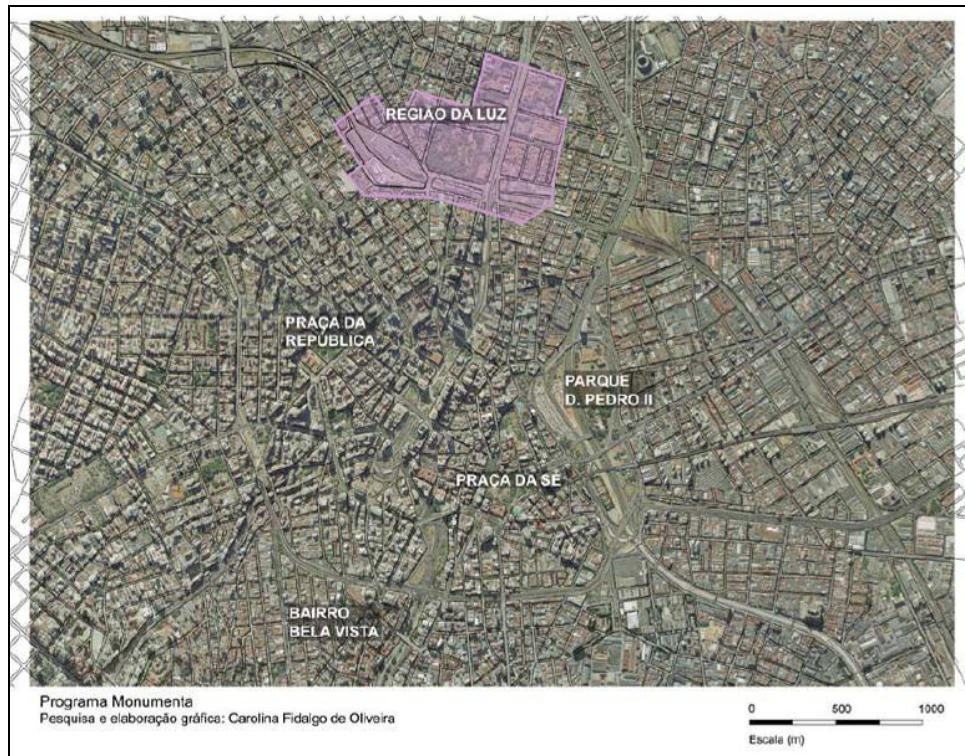 REGIÃO DA LUZ
PRAÇA DA
REPÚBLICA
PARQUE
D. PEDRO II
PRAÇA DA SÉ
BAIRRO
BELA VISTA
Programa Monumenta
Pesquisa e elaboração gráfica: Carolina Fidalgo de Oliveira
0 500 1000
Escala (m)